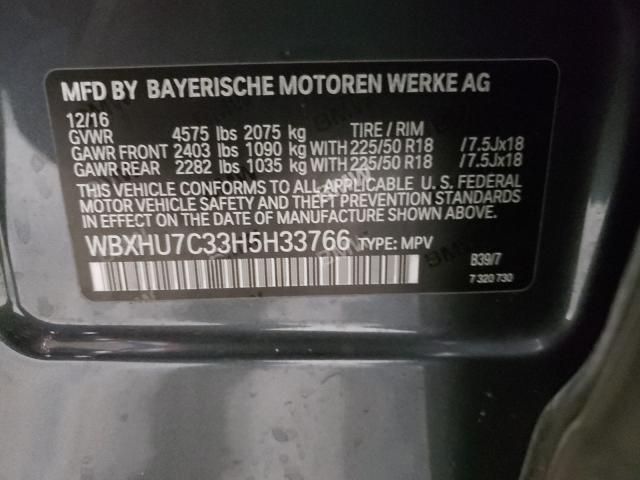 MFD BY BAYERISCHE MOTOREN WERKE AG
12/16
GVWR 4575 lbs 2075 kg TIRE / RIM
GAWR FRONT 2403 lbs 1090 kg WITH 225/50 R18 /7.5Jx18
GAWR REAR 2282 lbs 1035 kg WITH 225/50 R18 /7.5Jx18
THIS VEHICLE CONFORMS TO ALL APPLICABLE U. S. FEDERAL
MOTOR VEHICLE SAFETY AND THEFT PREVENTION STANDARDS
IN EFFECT ON THE DATE OF MANUFACTURE SHOWN ABOVE.
WBXHU7C33H5H33766 TYPE: MPV
B39/7
7 320 730